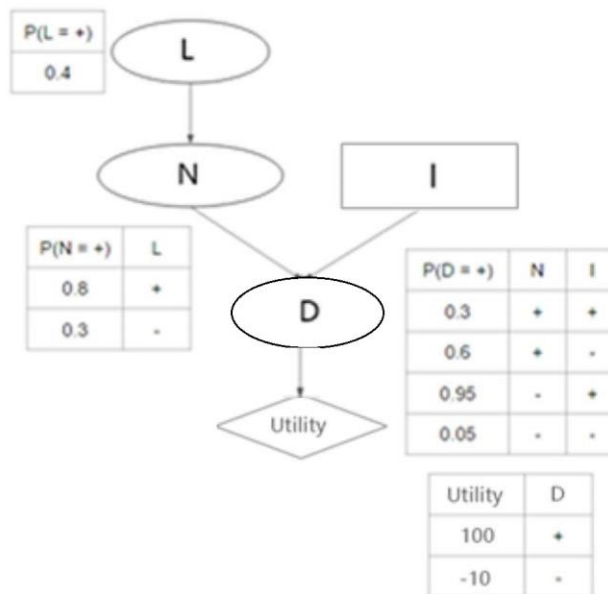 P(L = +)
0.4
L
N
I
P(N = +) L
0.8 +
0.3 -
D
P(D = +) N I
0.3 + +
0.6 + -
0.95 - +
0.05 - -
Utility
Utility D
100 +
-10 -